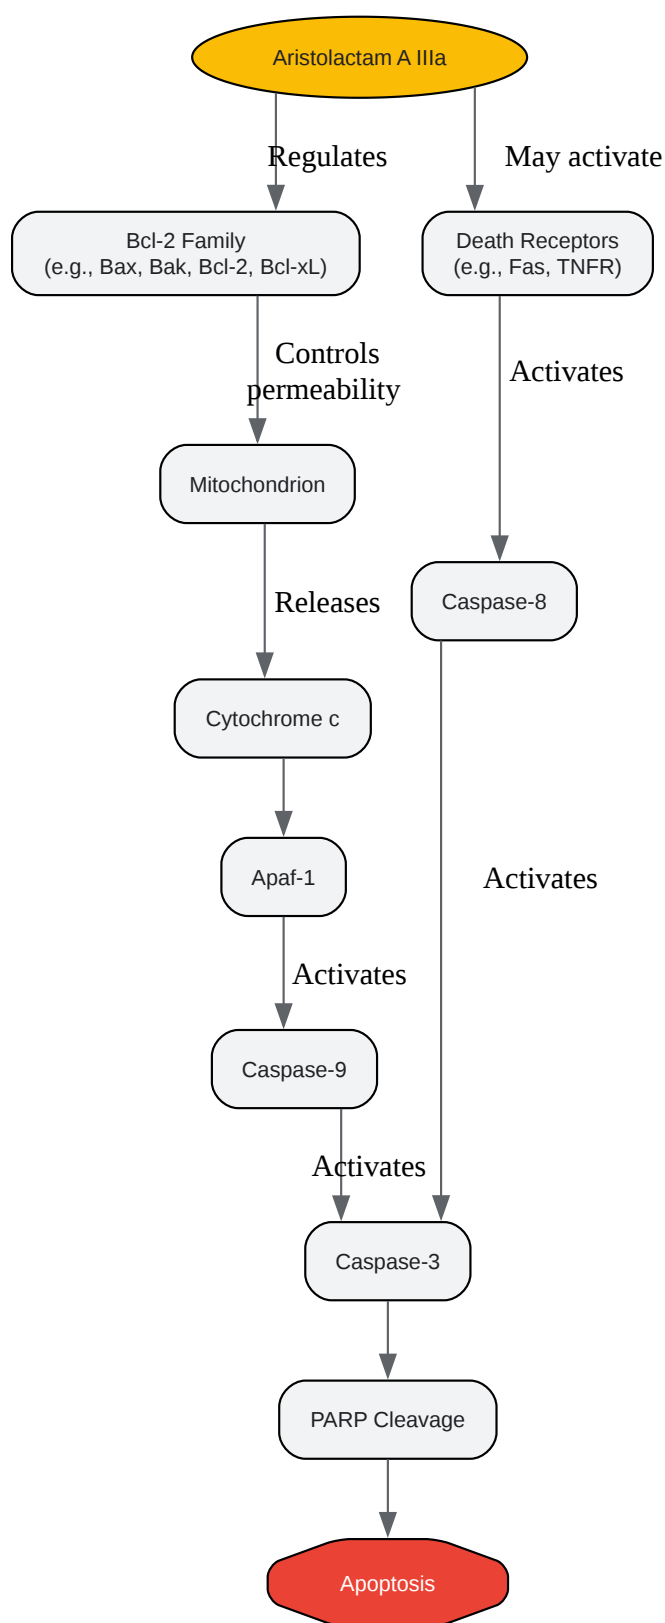 Aristolactam A IIIa
Regulates
May activate
Bcl-2 Family
(e.g., Bax, Bak, Bcl-2, Bcl-xL)
Death Receptors
(e.g., Fas, TNFR)
Controls
permeability
Activates
Mitochondrion
Releases
Caspase-8
Cytochrome c
Apaf-1
Activates
Activates
Caspase-9
Activates
Caspase-3
PARP Cleavage
Apoptosis